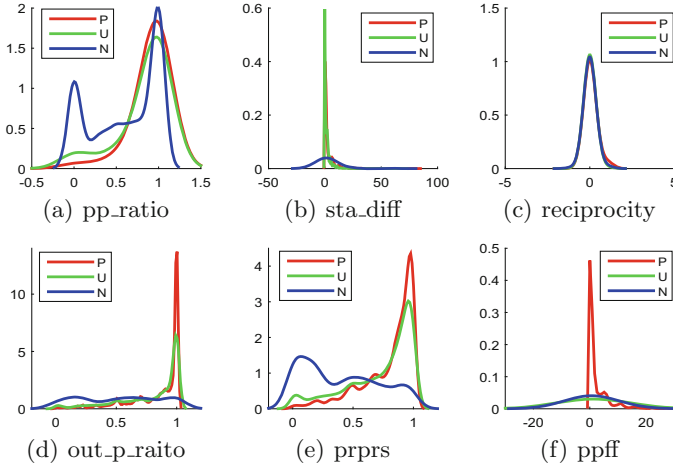 2
1.5
1
0.5
0
-0.5 0 0.5 1 1.5
P
U
N
(a) pp_ratio
0.6
0.4
0.2
0
-50 0 50 100
P
U
N
(b) sta_diff
1.5
1
0.5
0
-5 0 5
P
U
N
(c) reciprocity
10
5
0
0 0.5 1
P
U
N
(d) out_p_raito
4
3
2
1
0
0 0.5 1
P
U
N
(e) prprs
0.5
0.4
0.3
0.2
0.1
0
-20 0 20
P
U
N
(f) ppff